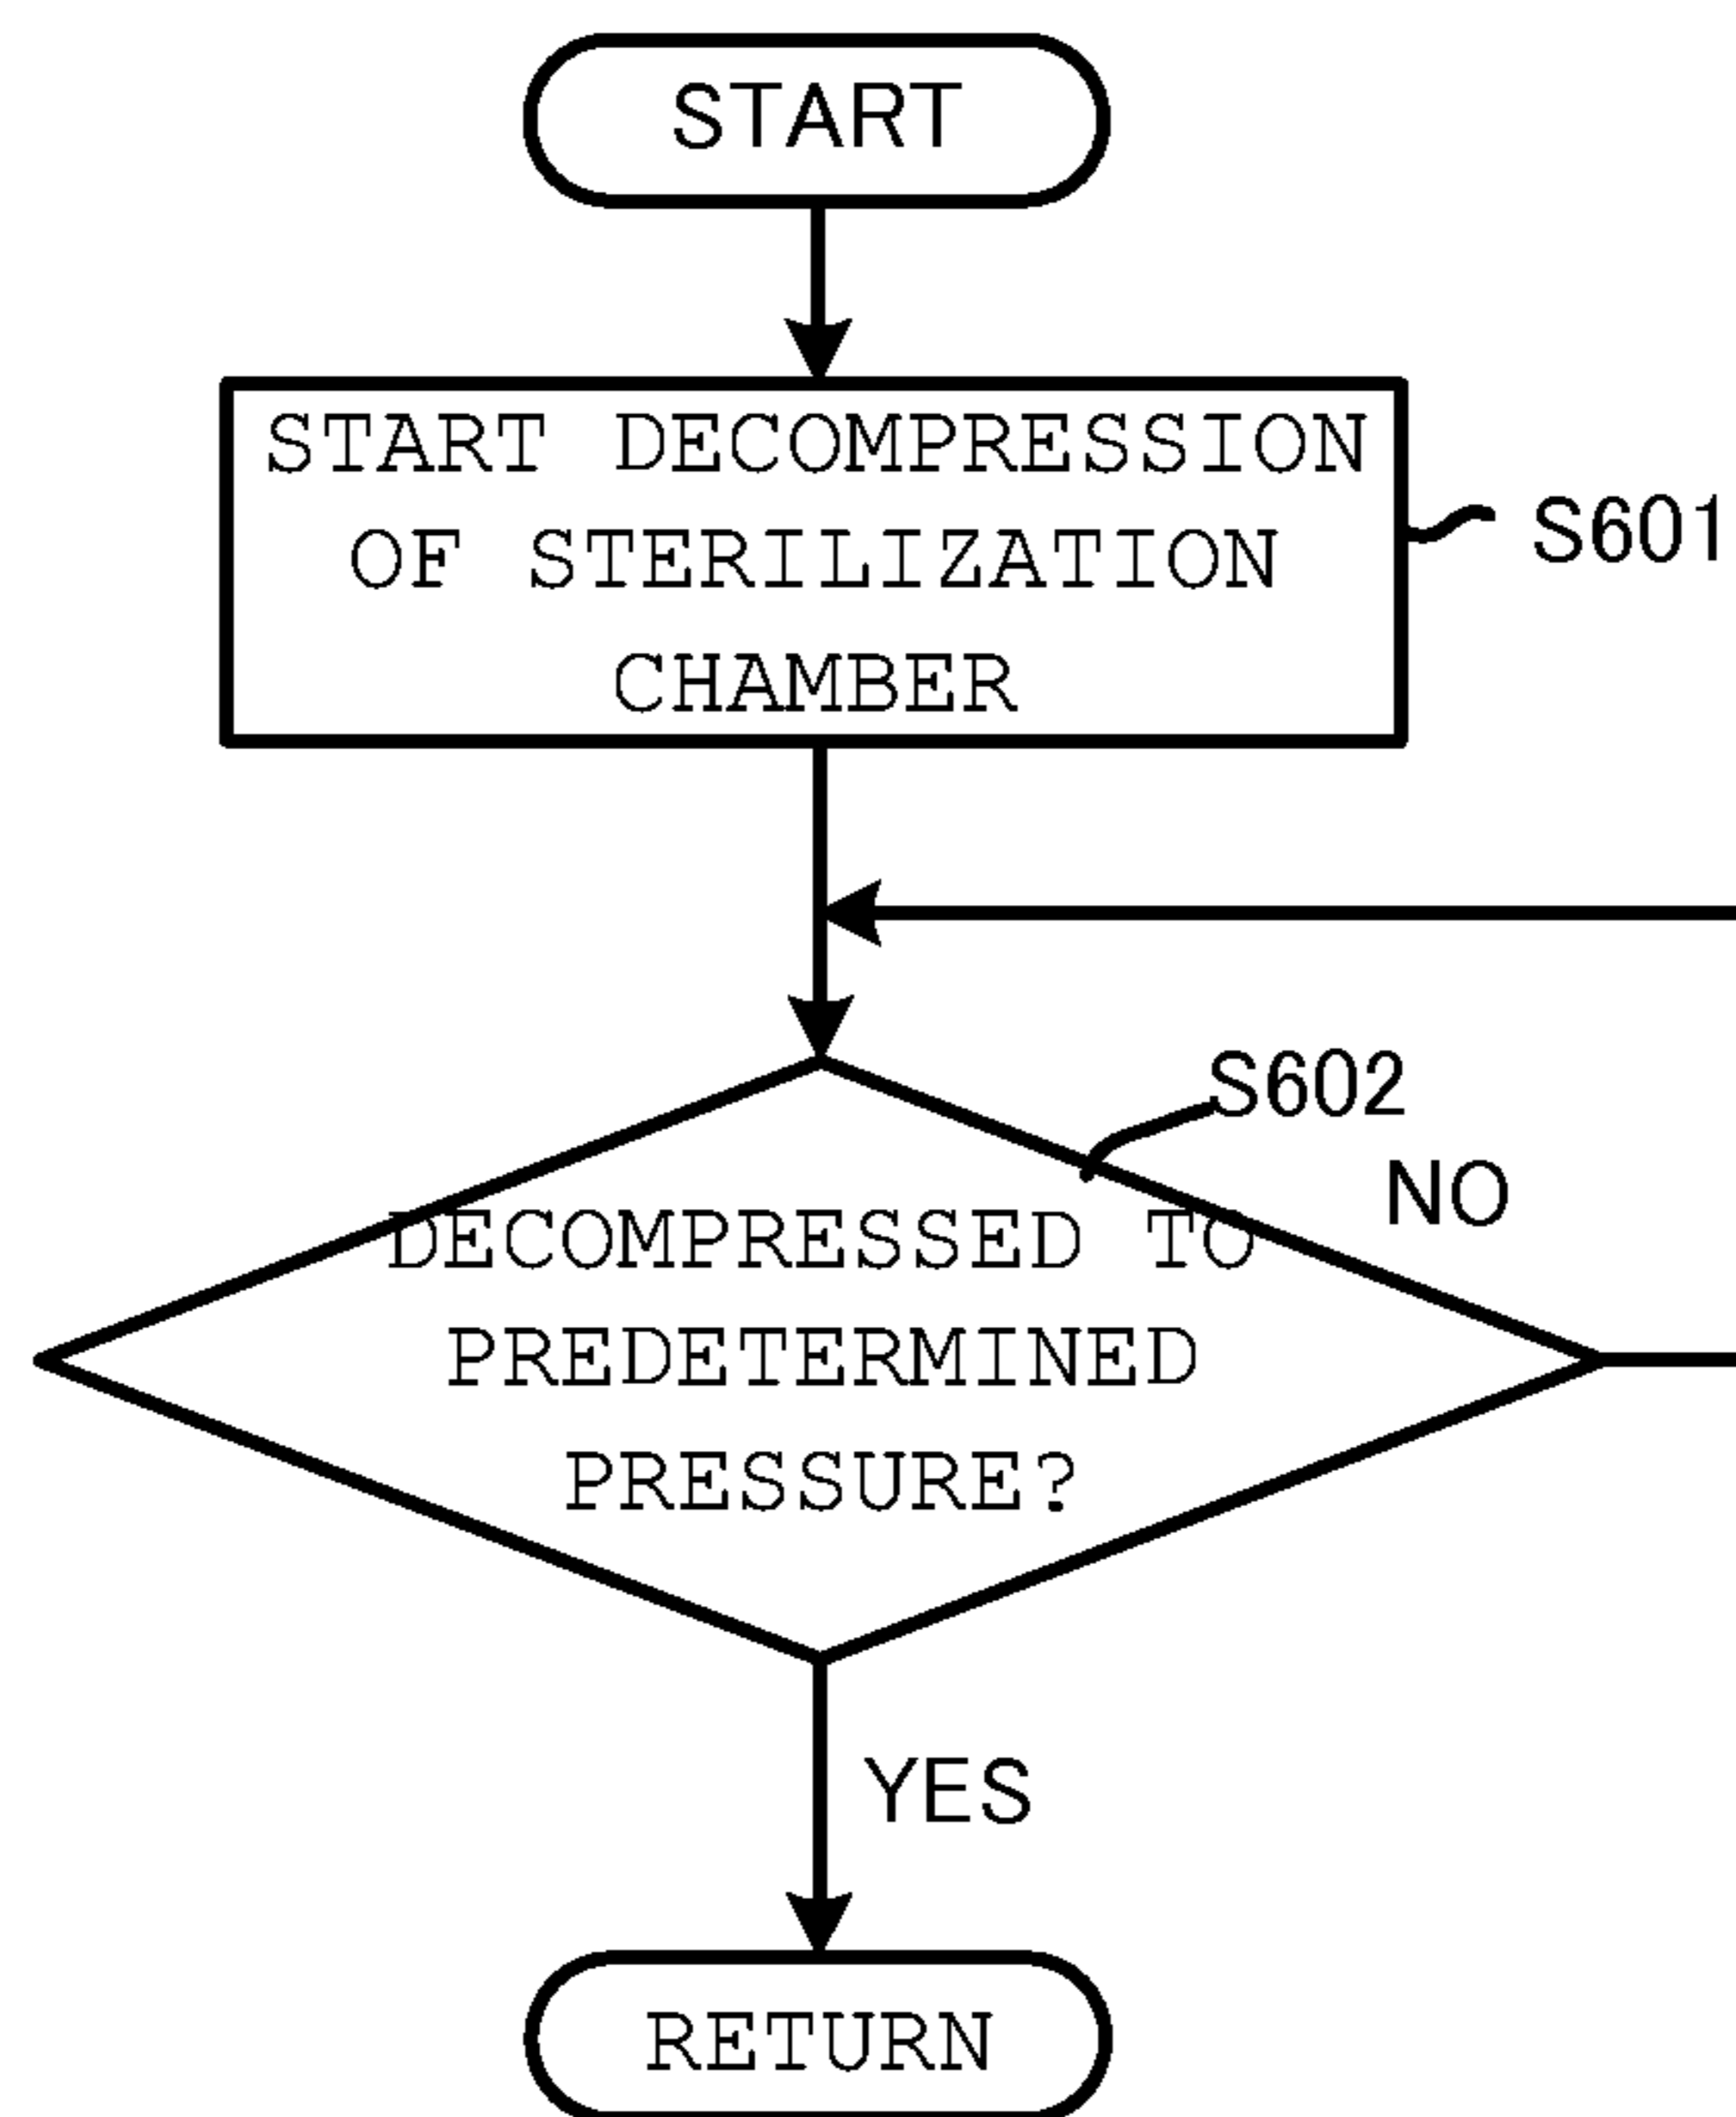 START
START DECOMPRESSION
OF STERILIZATION
CHAMBER
S601
S602
NO
DECOMPRESSED TO
PREDETERMINED
PRESSURE?
YES
RETURN